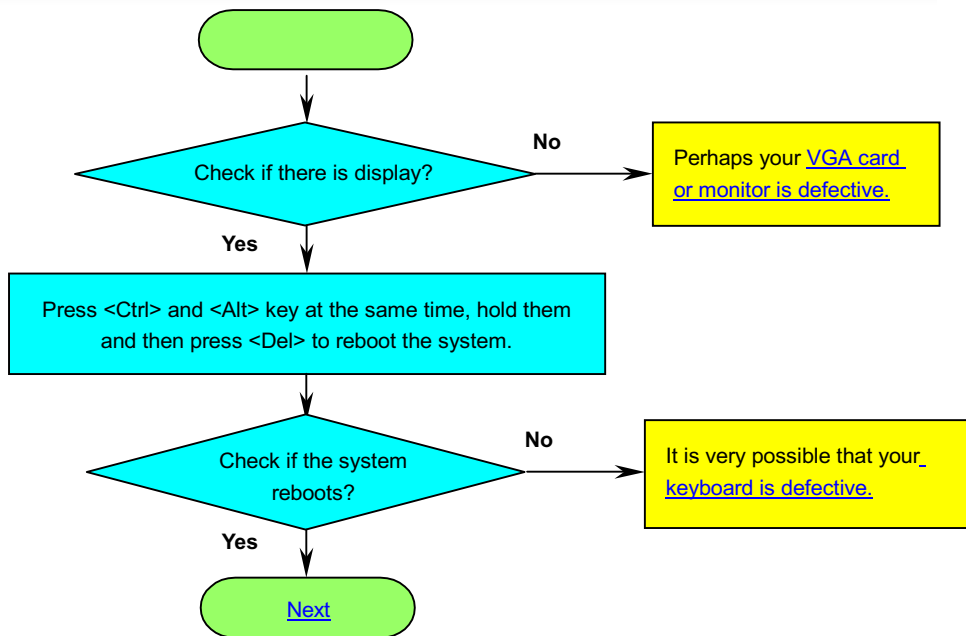 Check if there is display?
No
Perhaps your VGA card
or monitor is defective.
Yes
Press <Ctrl> and <Alt> key at the same time, hold them
and then press <Del> to reboot the system.
Check if the system
reboots?
No
It is very possible that your
keyboard is defective.
Yes
Next